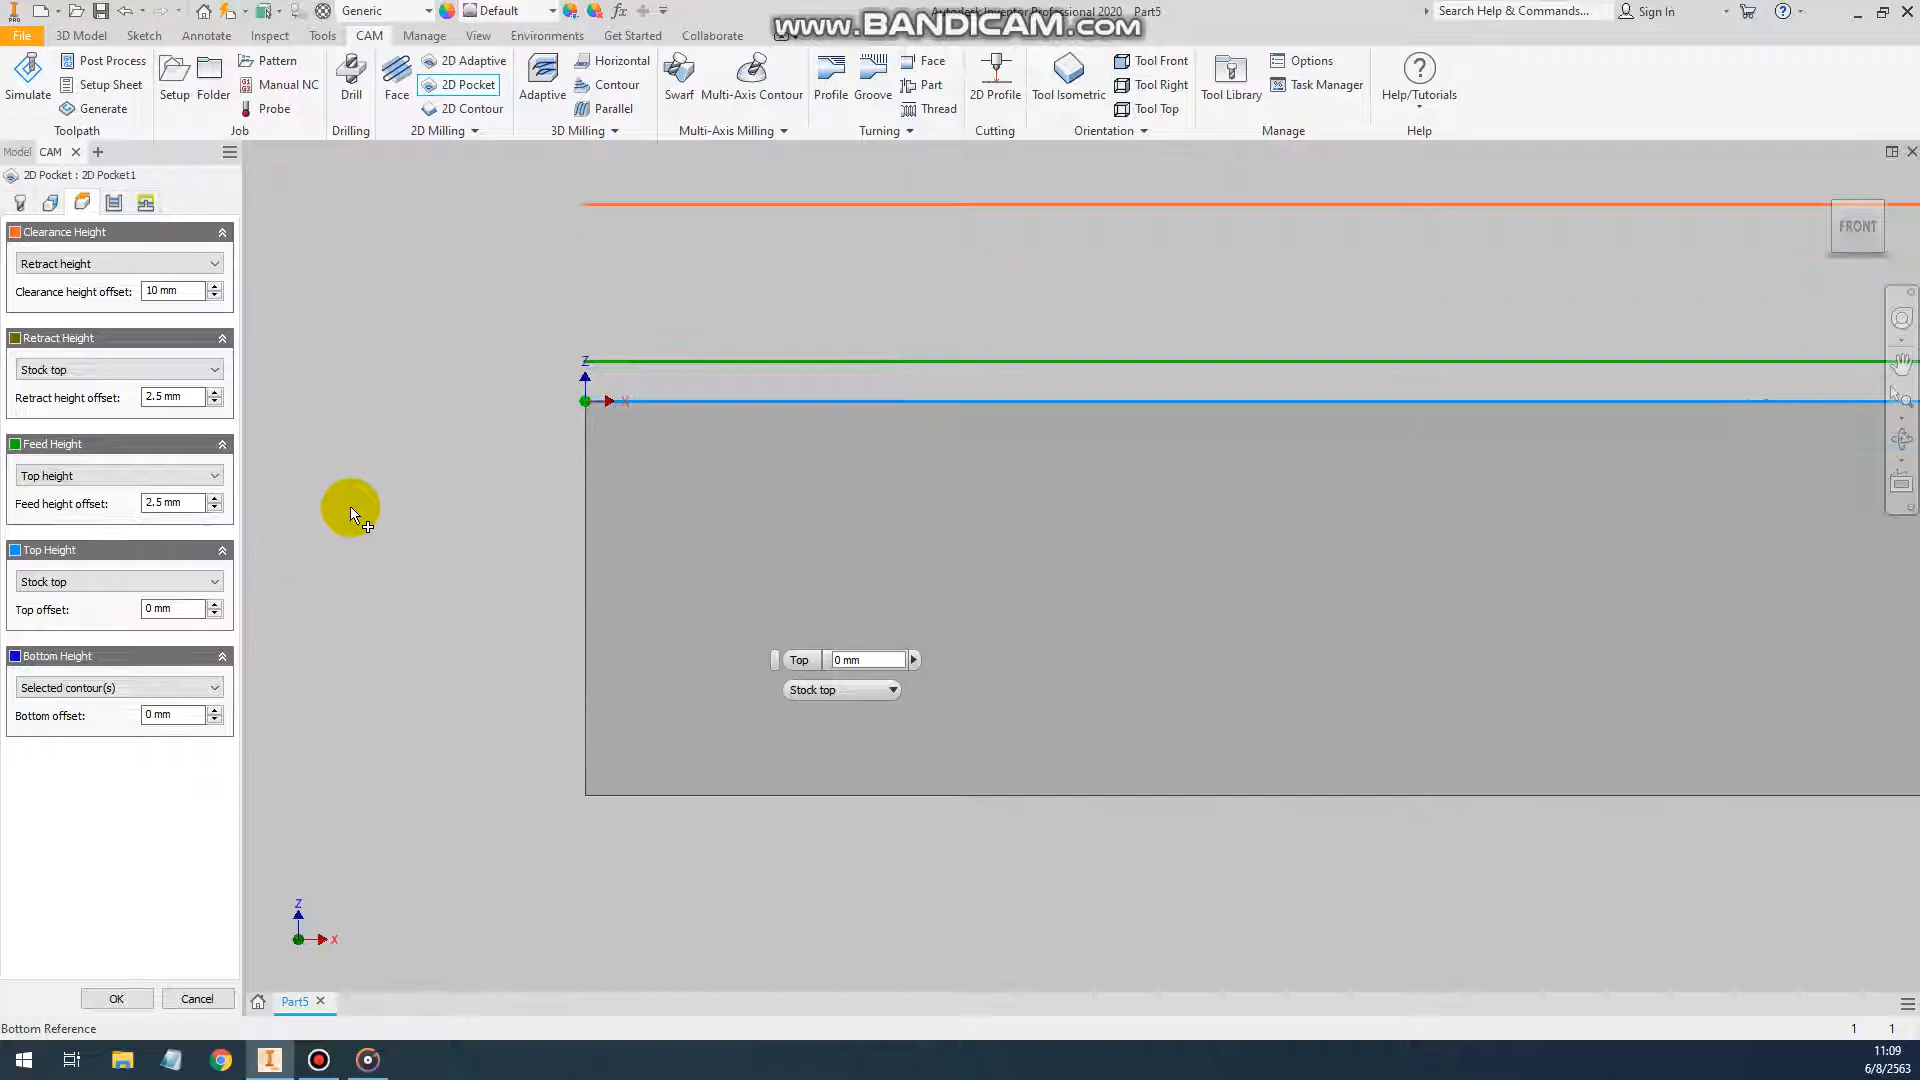 Generic
Default
fx
Autodesk Inventor Professional 2020 Part5
www.BANDICAM.com
Search Help & Commands...
Sign In
File
3D Model
Sketch
Annotate
Inspect
Tools
CAM
Manage
View
Environments
Get Started
Collaborate
Simulate
Post Process
Setup Sheet
Generate
Toolpath
Setup
Folder
Pattern
Manual NC
Probe
Job
Drill
Drilling
Face
2D Adaptive
2D Pocket
2D Contour
2D Milling
Adaptive
Horizontal
Contour
Parallel
3D Milling
Swarf
Multi-Axis Contour
Multi-Axis Milling
Profile
Groove
Face
Part
Thread
Turning
2D Profile
Cutting
Tool Isometric
Tool Front
Tool Right
Tool Top
Orientation
Tool Library
Options
Task Manager
Manage
Help/Tutorials
Help
Model
CAM
2D Pocket : 2D Pocket1
Clearance Height
Retract height
Clearance height offset: 10 mm
Retract Height
Stock top
Retract height offset: 2.5 mm
Feed Height
Top height
Feed height offset: 2.5 mm
Top Height
Stock top
Top offset: 0 mm
Bottom Height
Selected contour(s)
Bottom offset: 0 mm
OK
Cancel
FRONT
Z
X
Top 0 mm
Stock top
Z
X
Part5
Bottom Reference
1 1
11:09
6/8/2563